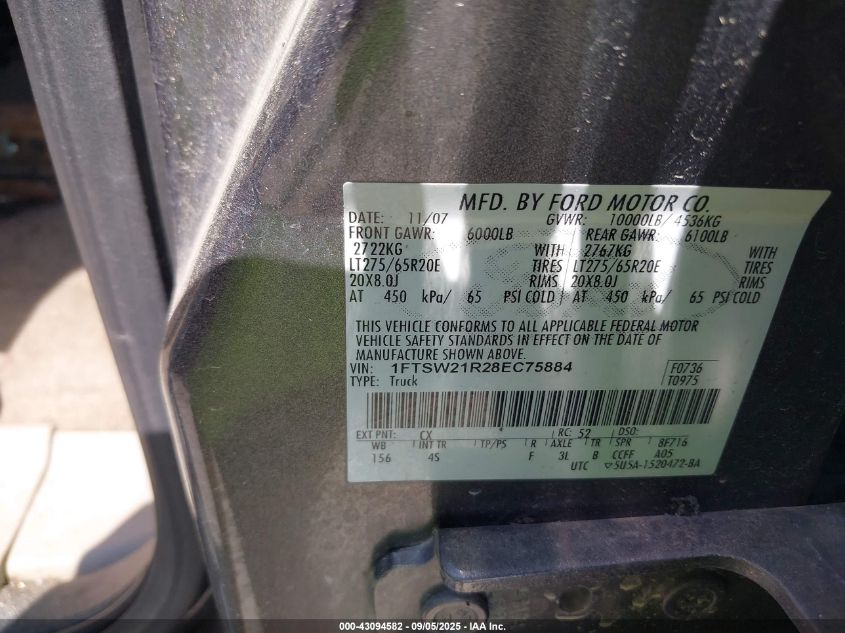 MFD. BY FORD MOTOR CO.
DATE: 11/07 GVWR: 10000LB/ 4536KG
FRONT GAWR: 6000LB REAR GAWR: 6100LB
2722KG WITH 2767KG WITH
LT275/65R20E TIRES LT275/65R20E TIRES
20X8.0J RIMS 20X8.0J RIMS
AT 450 kPa/ 65 PSI COLD AT 450 kPa/ 65 PSI COLD
THIS VEHICLE CONFORMS TO ALL APPLICABLE FEDERAL MOTOR
VEHICLE SAFETY STANDARDS IN EFFECT ON THE DATE OF
MANUFACTURE SHOWN ABOVE.
VIN: 1FTSW21R28EC75884 F0736
TYPE: Truck T0975
EXT PNT: CX RC: 52 DSO:
WB INT TR TP/PS R AXLE TR SPR 8F716
156 4S F 3L B CCFF A05
UTC ▽5U5A-1520472-BA
000-43094582 - 09/05/2025 - IAA Inc.